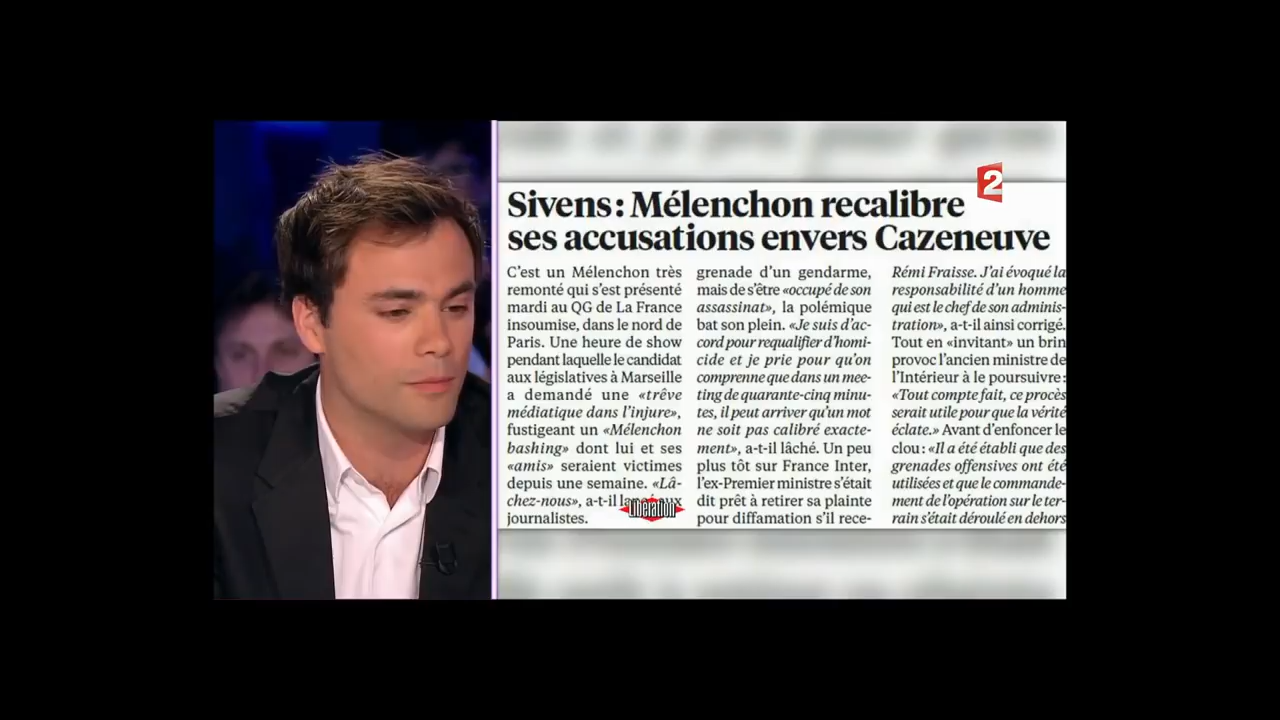 2
Sivens : Mélenchon recalibre
ses accusations envers Cazeneuve
C'est un Mélenchon très
remonté qui s'est présenté
mardi au QG de La France
insoumise, dans le nord de
Paris. Une heure de show
pendant laquelle le candidat
aux législatives à Marseille
a demandé une «trêve
médiatique dans l'injure»,
fustigeant un «Mélenchon
bashing» dont lui et ses
«amis» seraient victimes
depuis une semaine. «Lâ-
chez-nous», a-t-il lancé aux
journalistes.
Libération
grenade d'un gendarme,
mais de s'être «occupé de son
assassinat», la polémique
bat son plein. «Je suis d'ac-
cord pour requalifier d'homi-
cide et je prie pour qu'on
comprenne que dans un mee-
ting de quarante-cinq minu-
tes, il peut arriver qu'un mot
ne soit pas calibré exacte-
ment», a-t-il lâché. Un peu
plus tôt sur France Inter,
l'ex-Premier ministre s'était
dit prêt à retirer sa plainte
pour diffamation s'il rece-
Rémi Fraisse. J'ai évoqué la
responsabilité d'un homme
qui est le chef de son adminis-
tration», a-t-il ainsi corrigé.
Tout en «invitant» un brin
provoc l'ancien ministre de
l'Intérieur à le poursuivre :
«Tout compte fait, ce procès
serait utile pour que la vérité
éclate.» Avant d'enfoncer le
clou : «Il a été établi que des
grenades offensives ont été
utilisées et que le commande-
ment de l'opération sur le ter-
rain s'était déroulé en dehors